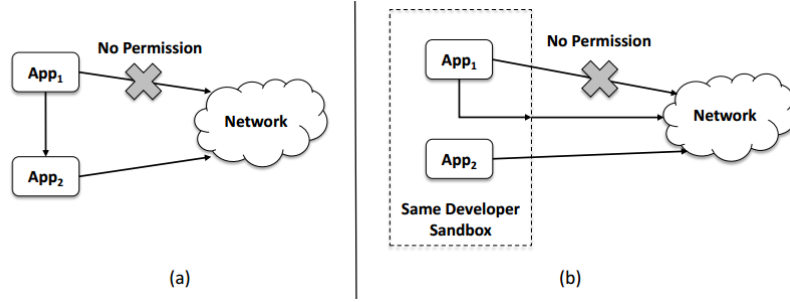 No Permission
App₁
Network
App₂
(a)
No Permission
App₁
Network
App₂
Same Developer
Sandbox
(b)